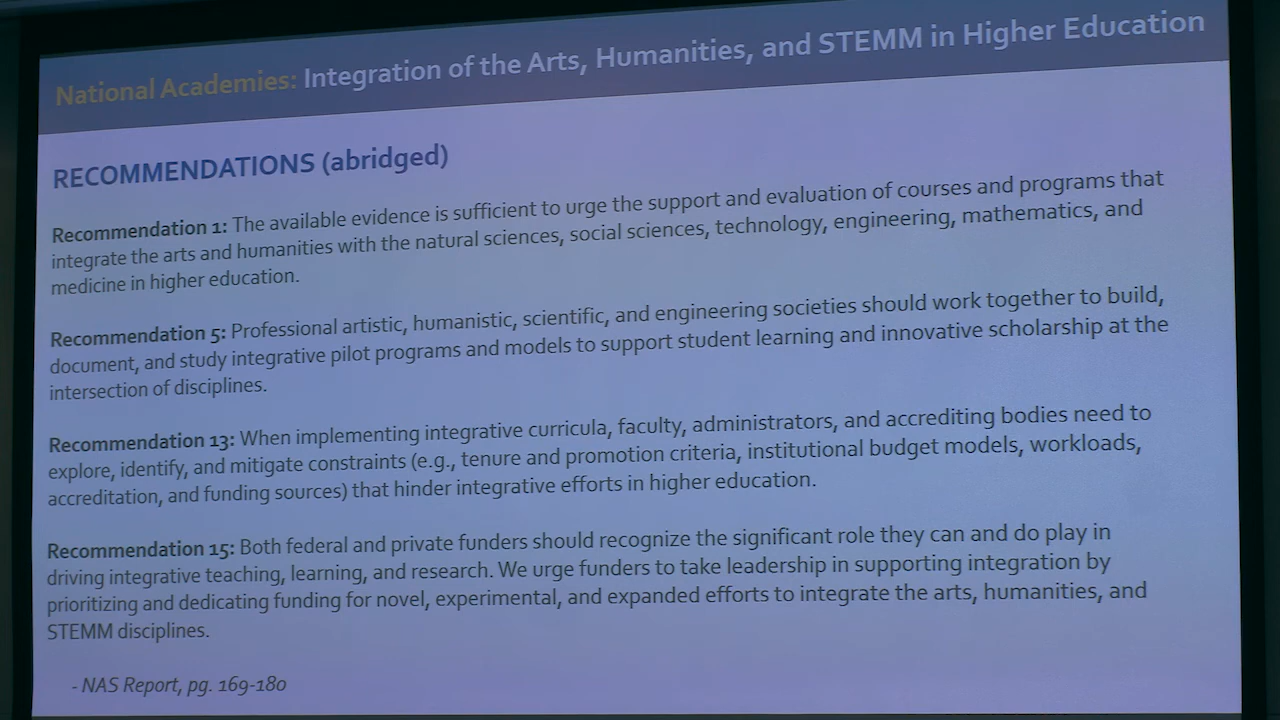 National Academies: Integration of the Arts, Humanities, and STEMM in Higher Education
RECOMMENDATIONS (abridged)
Recommendation 1: The available evidence is sufficient to urge the support and evaluation of courses and programs that
integrate the arts and humanities with the natural sciences, social sciences, technology, engineering, mathematics, and
medicine in higher education.
Recommendation 5: Professional artistic, humanistic, scientific, and engineering societies should work together to build,
document, and study integrative pilot programs and models to support student learning and innovative scholarship at the
intersection of disciplines.
Recommendation 13: When implementing integrative curricula, faculty, administrators, and accrediting bodies need to
explore, identify, and mitigate constraints (e.g., tenure and promotion criteria, institutional budget models, workloads,
accreditation, and funding sources) that hinder integrative efforts in higher education.
Recommendation 15: Both federal and private funders should recognize the significant role they can and do play in
driving integrative teaching, learning, and research. We urge funders to take leadership in supporting integration by
prioritizing and dedicating funding for novel, experimental, and expanded efforts to integrate the arts, humanities, and
STEMM disciplines.
- NAS Report, pg. 169-180